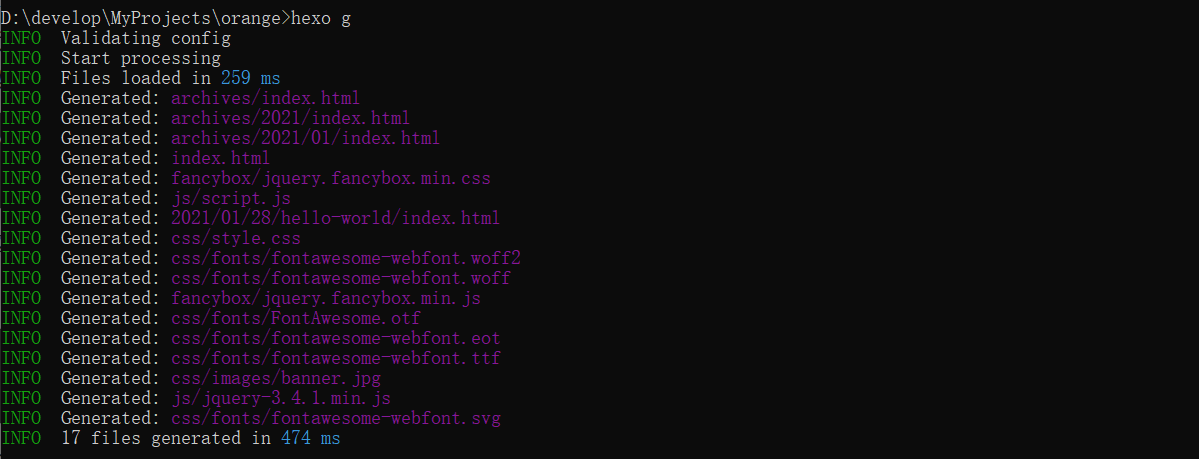 D:\develop\MyProjects\orange>hexo g
INFO  Validating config
INFO  Start processing
INFO  Files loaded in 259 ms
INFO  Generated: archives/index.html
INFO  Generated: archives/2021/index.html
INFO  Generated: archives/2021/01/index.html
INFO  Generated: index.html
INFO  Generated: fancybox/jquery.fancybox.min.css
INFO  Generated: js/script.js
INFO  Generated: 2021/01/28/hello-world/index.html
INFO  Generated: css/style.css
INFO  Generated: css/fonts/fontawesome-webfont.woff2
INFO  Generated: css/fonts/fontawesome-webfont.woff
INFO  Generated: fancybox/jquery.fancybox.min.js
INFO  Generated: css/fonts/FontAwesome.otf
INFO  Generated: css/fonts/fontawesome-webfont.eot
INFO  Generated: css/fonts/fontawesome-webfont.ttf
INFO  Generated: css/images/banner.jpg
INFO  Generated: js/jquery-3.4.1.min.js
INFO  Generated: css/fonts/fontawesome-webfont.svg
INFO  17 files generated in 474 ms